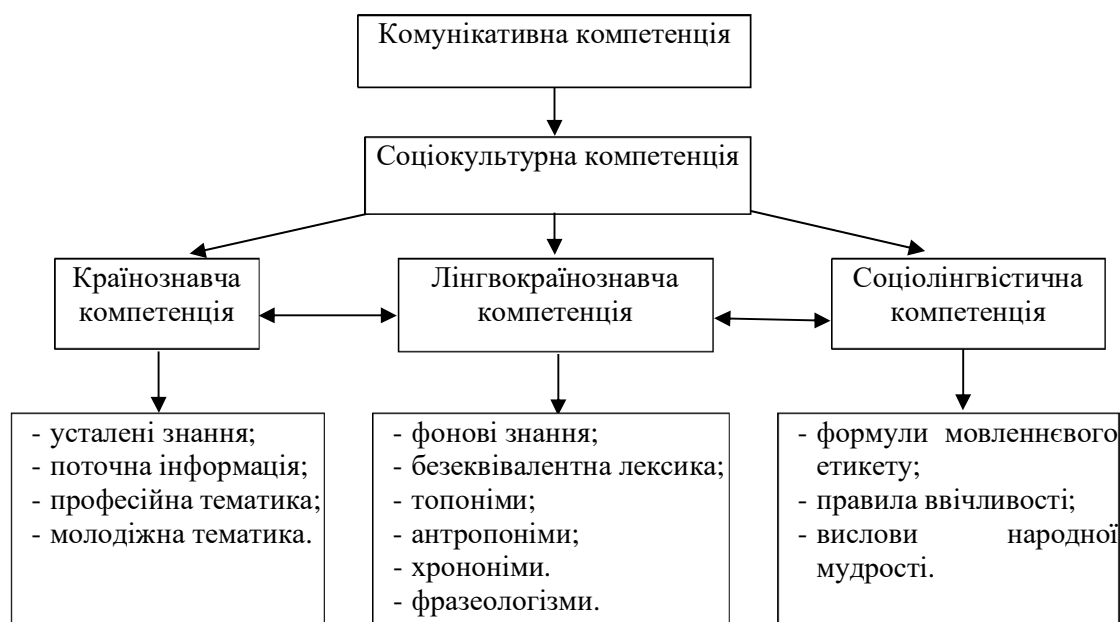 Комунікативна компетенція
Соціокультурна компетенція
Країнознавча
компетенція
Лінгвокраїнознавча
компетенція
Соціолінгвістична
компетенція
- усталені знання;
- поточна інформація;
- професійна тематика;
- молодіжна тематика.
- фонові знання;
- безеквівалентна лексика;
- топоніми;
- антропоніми;
- хрононіми.
- фразеологізми.
- формули мовленнєвого
етикету;
- правила ввічливості;
- вислови народної
мудрості.